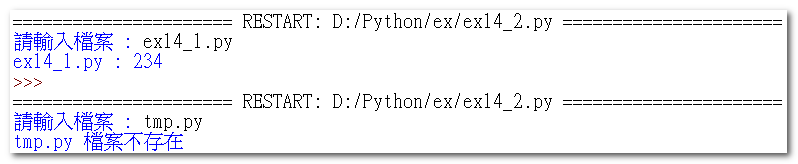 ====================== RESTART: D:/Python/ex/ex14_2.py ======================
請輸入檔案 : ex14_1.py
ex14_1.py : 234
>>>
====================== RESTART: D:/Python/ex/ex14_2.py ======================
請輸入檔案 : tmp.py
tmp.py 檔案不存在